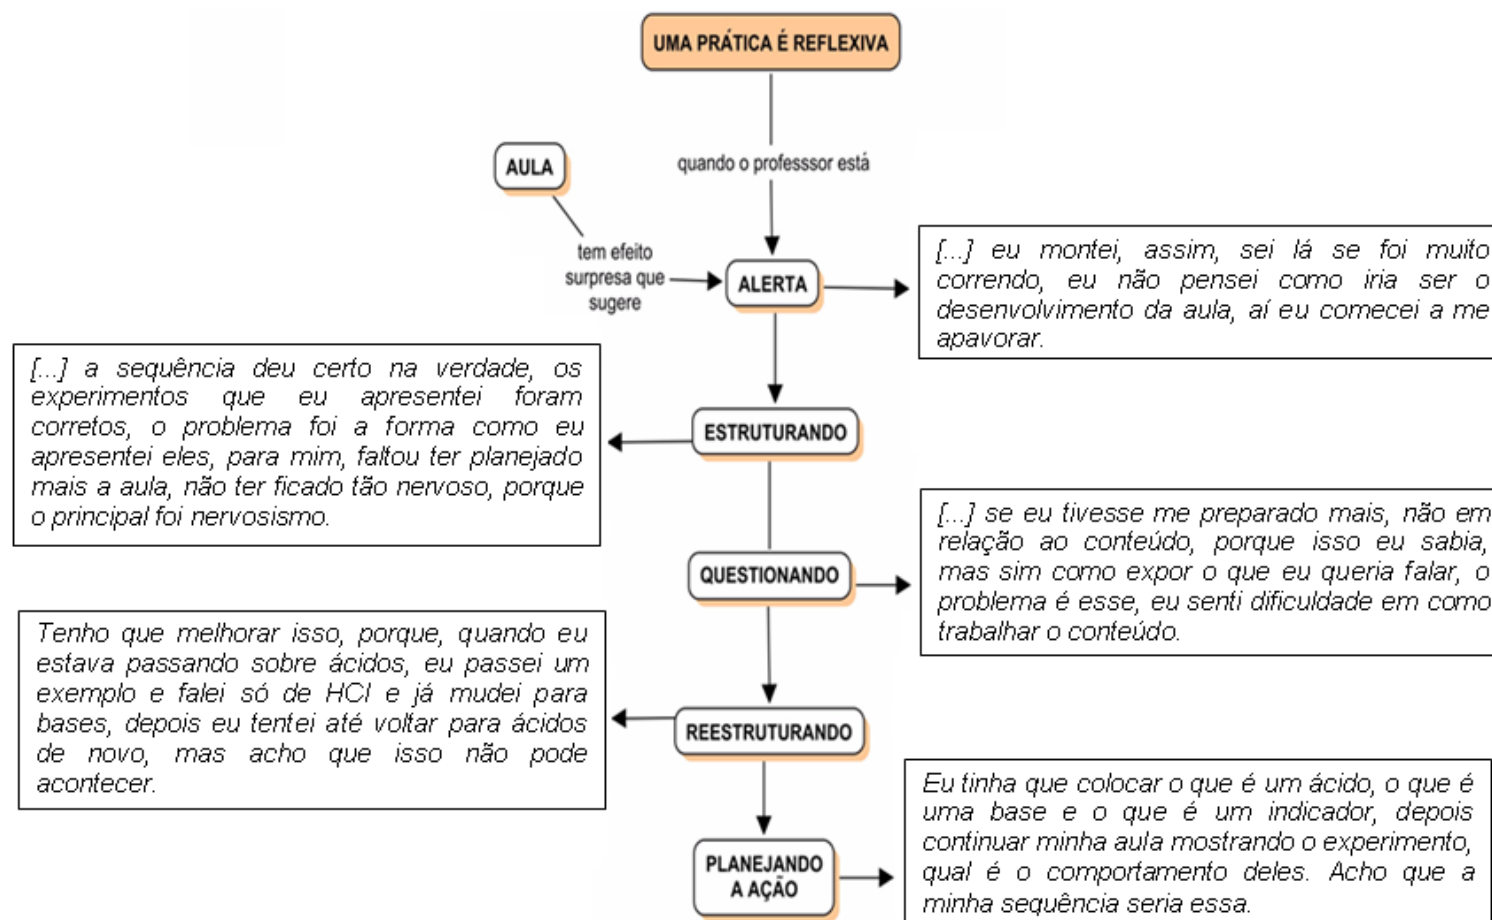 UMA PRÁTICA É REFLEXIVA
quando o professsor está
AULA
tem efeito
surpresa que
sugere
ALERTA
[...] eu montei, assim, sei lá se foi muito
correndo, eu não pensei como iria ser o
desenvolvimento da aula, aí eu comecei a me
apavorar.
ESTRUTURANDO
[...] a sequência deu certo na verdade, os
experimentos que eu apresentei foram
corretos, o problema foi a forma como eu
apresentei eles, para mim, faltou ter planejado
mais a aula, não ter ficado tão nervoso, porque
o principal foi nervosismo.
QUESTIONANDO
[...] se eu tivesse me preparado mais, não em
relação ao conteúdo, porque isso eu sabia,
mas sim como expor o que eu queria falar, o
problema é esse, eu senti dificuldade em como
trabalhar o conteúdo.
REESTRUTURANDO
Tenho que melhorar isso, porque, quando eu
estava passando sobre ácidos, eu passei um
exemplo e falei só de HCl e já mudei para
bases, depois eu tentei até voltar para ácidos
de novo, mas acho que isso não pode
acontecer.
PLANEJANDO
A AÇÃO
Eu tinha que colocar o que é um ácido, o que é
uma base e o que é um indicador, depois
continuar minha aula mostrando o experimento,
qual é o comportamento deles. Acho que a
minha sequência seria essa.